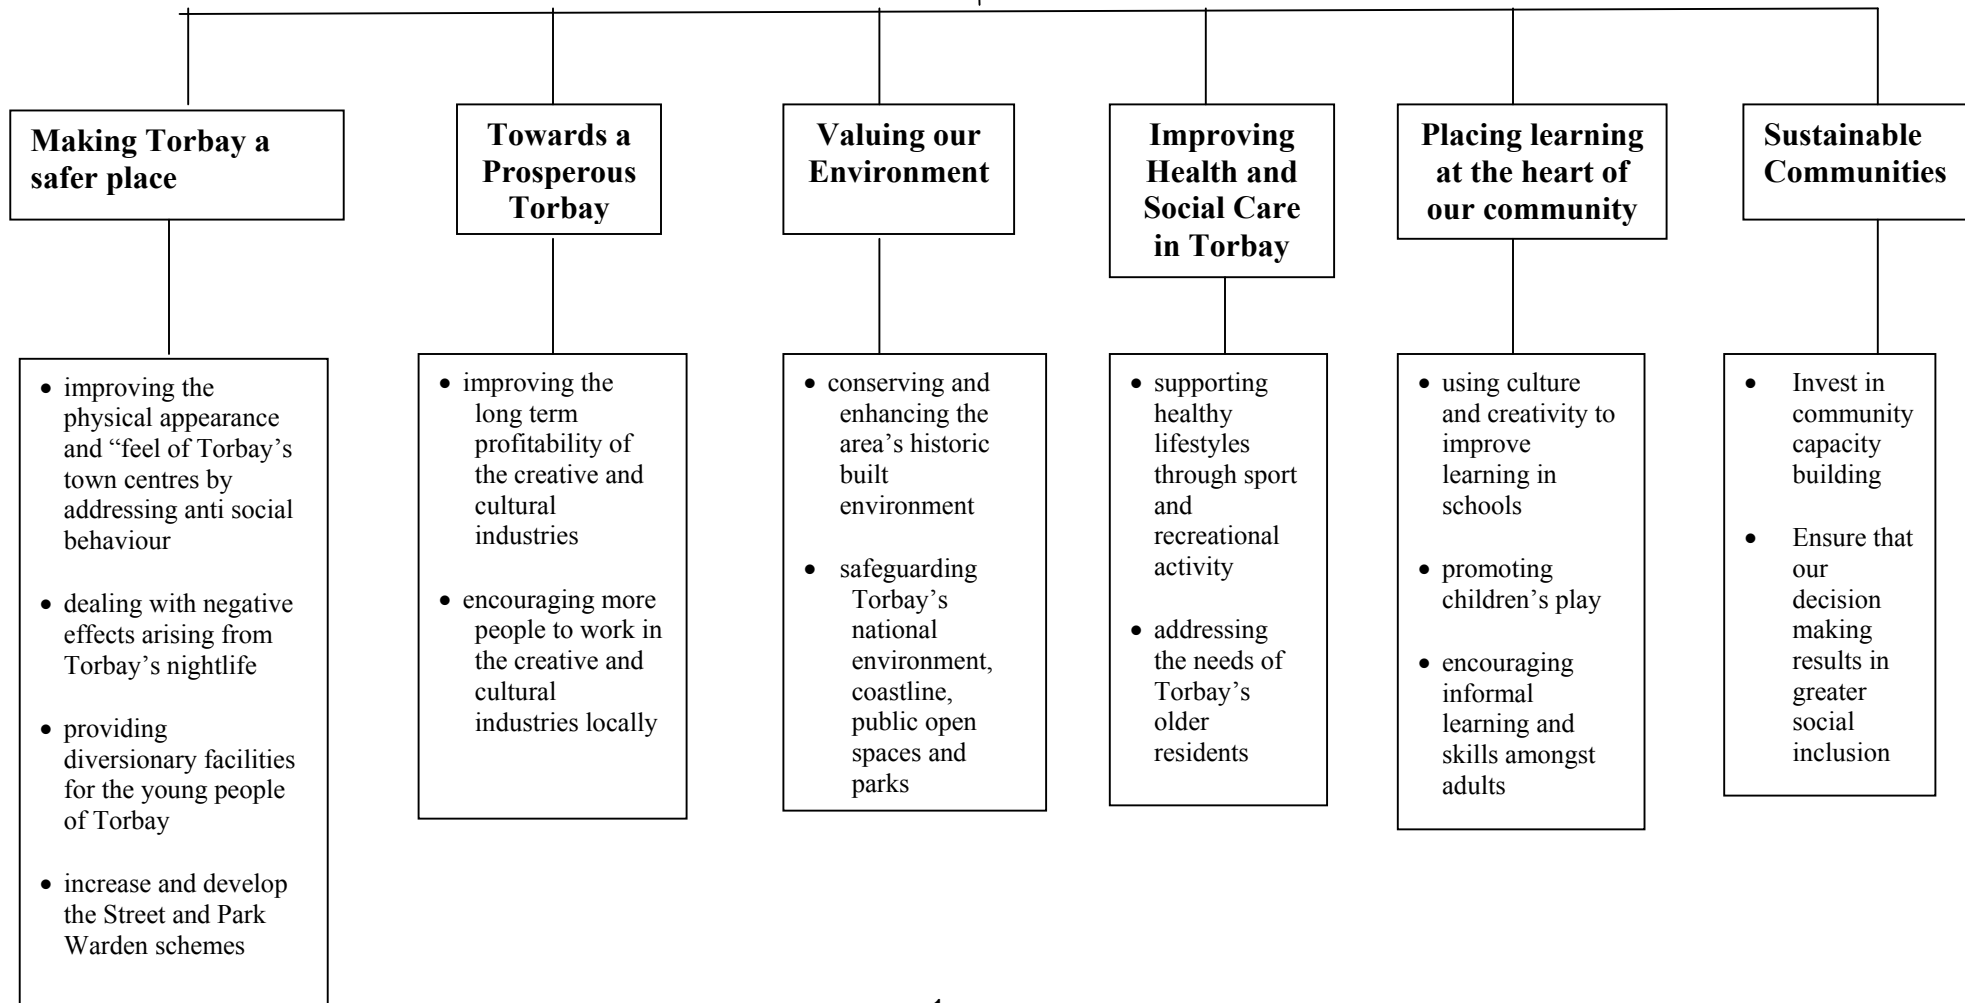 Making Torbay a
safer place
Towards a
Prosperous
Torbay
Valuing our
Environment
Improving
Health and
Social Care
in Torbay
Placing learning
at the heart of
our community
Sustainable
Communities
• improving the
physical appearance
and “feel of Torbay’s
town centres by
addressing anti social
behaviour
• dealing with negative
effects arising from
Torbay’s nightlife
• providing
diversionary facilities
for the young people
of Torbay
• increase and develop
the Street and Park
Warden schemes
• improving the
long term
profitability of
the creative and
cultural
industries
• encouraging more
people to work in
the creative and
cultural
industries locally
• conserving and
enhancing the
area’s historic
built
environment
• safeguarding
Torbay’s
national
environment,
coastline,
public open
spaces and
parks
• supporting
healthy
lifestyles
through sport
and
recreational
activity
• addressing
the needs of
Torbay’s
older
residents
• using culture
and creativity to
improve
learning in
schools
• promoting
children’s play
• encouraging
informal
learning and
skills amongst
adults
• Invest in
community
capacity
building
• Ensure that
our
decision
making
results in
greater
social
inclusion